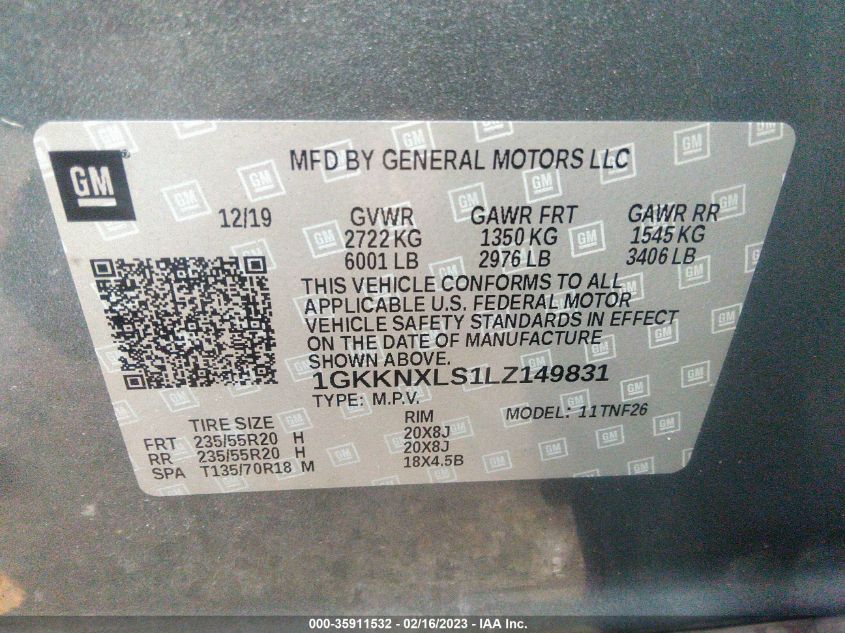 GM
MFD BY GENERAL MOTORS LLC
12/19 GVWR GAWR FRT GAWR RR
2722 KG 1350 KG 1545 KG
6001 LB 2976 LB 3406 LB
THIS VEHICLE CONFORMS TO ALL
APPLICABLE U.S. FEDERAL MOTOR
VEHICLE SAFETY STANDARDS IN EFFECT
ON THE DATE OF MANUFACTURE
SHOWN ABOVE.
1GKKNXLS1LZ149831
TYPE: M.P.V. MODEL: 11TNF26
TIRE SIZE RIM
FRT 235/55R20 H 20X8J
RR 235/55R20 H 20X8J
SPA T135/70R18 M 18X4.5B
000-35911532 - 02/16/2023 - IAA Inc.